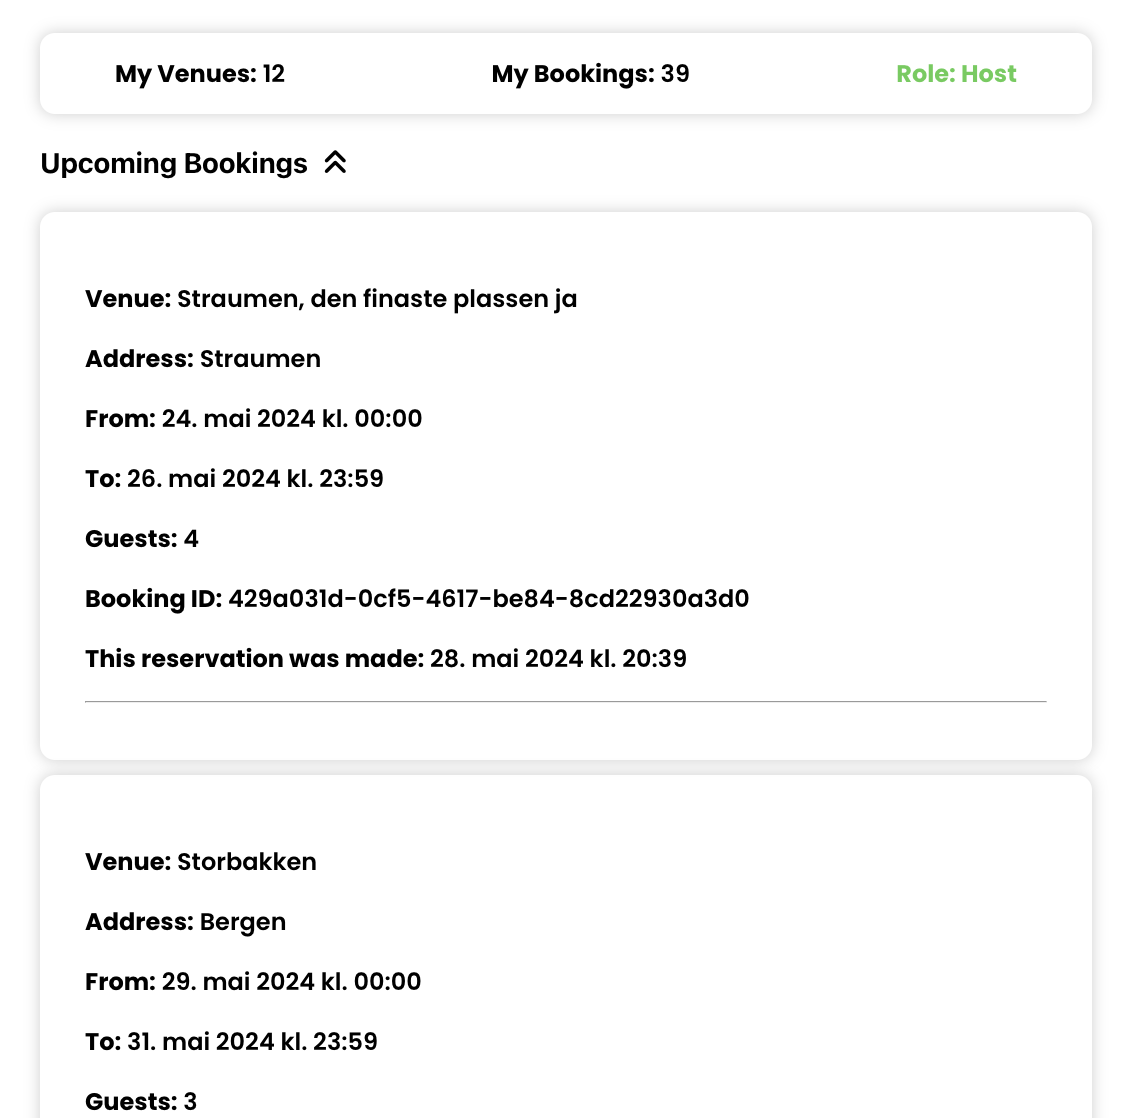 My Venues: 12 My Bookings: 39 Role: Host
Upcoming Bookings
Venue: Straumen, den finaste plassen ja
Address: Straumen
From: 24. mai 2024 kl. 00:00
To: 26. mai 2024 kl. 23:59
Guests: 4
Booking ID: 429a031d-0cf5-4617-be84-8cd22930a3d0
This reservation was made: 28. mai 2024 kl. 20:39
Venue: Storbakken
Address: Bergen
From: 29. mai 2024 kl. 00:00
To: 31. mai 2024 kl. 23:59
Guests: 3